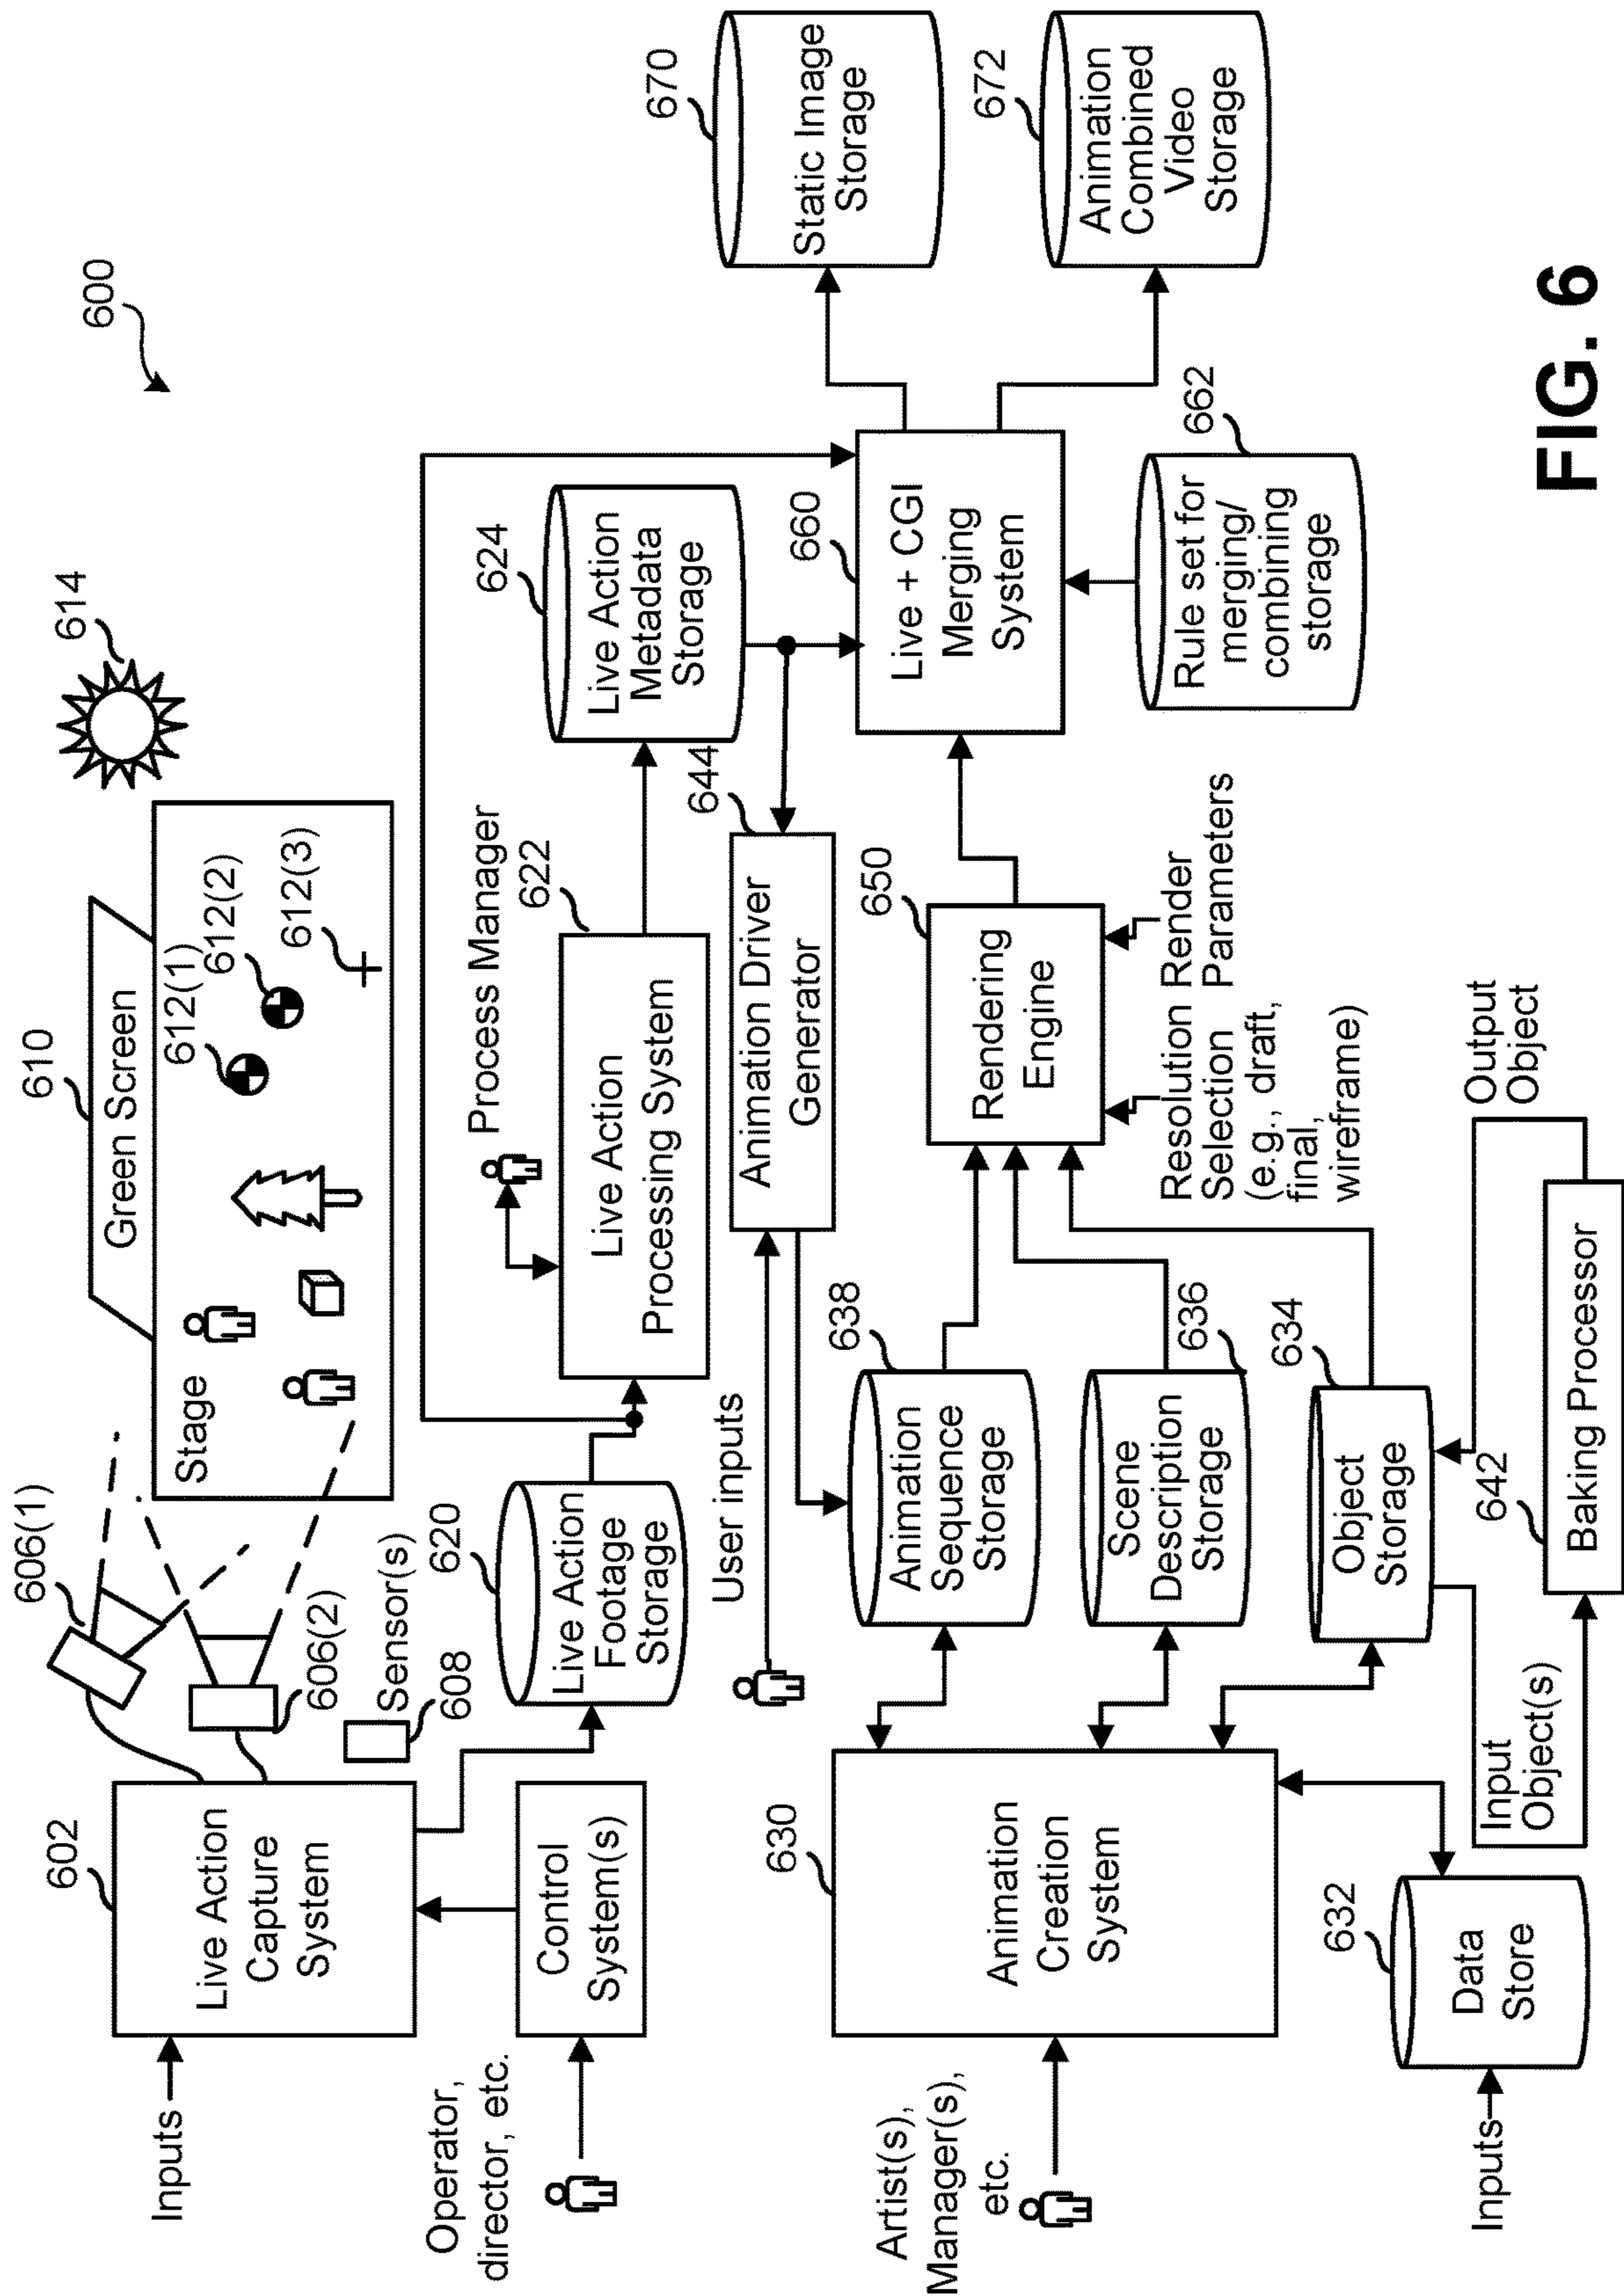 600
606(1)
606(2)
610
Green Screen
Stage
612(1)
612(2)
612(3)
614
602
Live Action
Capture
System
Inputs
Sensor(s)
608
Control
System(s)
Operator,
director, etc.
620
Live Action
Footage
Storage
Process Manager
622
Live Action
Processing System
624
Live Action
Metadata
Storage
User inputs
644
Animation Driver
Generator
630
Animation
Creation
System
Artist(s),
Manager(s),
etc.
638
Animation
Sequence
Storage
636
Scene
Description
Storage
634
Object
Storage
632
Data
Store
Inputs
Input
Object(s)
642
Baking Processor
Output
Object
650
Rendering
Engine
Resolution
Selection
(e.g., draft,
final,
wireframe)
Render
Parameters
660
Live + CGI
Merging
System
662
Rule set for
merging/
combining
storage
670
Static Image
Storage
672
Animation
Combined
Video
Storage
FIG. 6